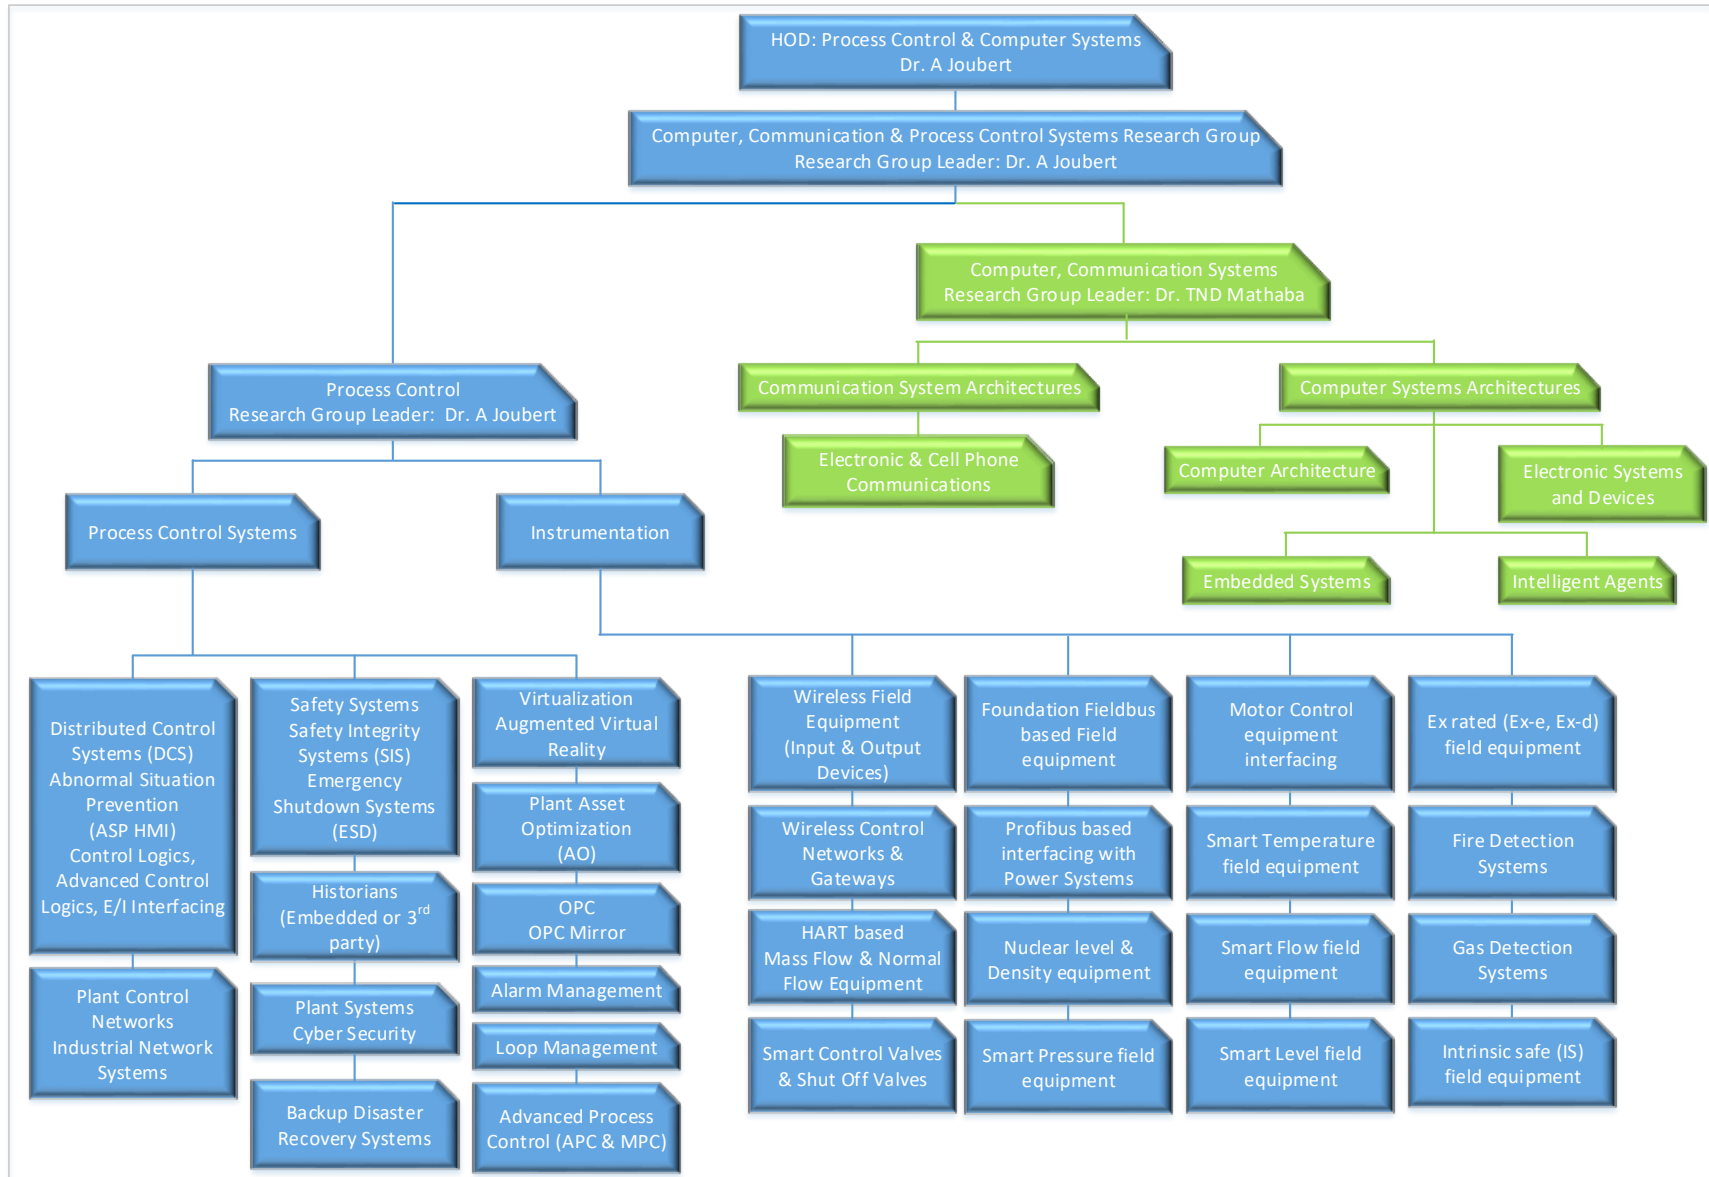 HOD: Process Control & Computer Systems
Dr. A Joubert
Computer, Communication & Process Control Systems Research Group
Research Group Leader: Dr. A Joubert
Computer, Communication Systems
Research Group Leader: Dr. TND Mathaba
Process Control
Research Group Leader:  Dr. A Joubert
Communication System Architectures
Computer Systems Architectures
Electronic & Cell Phone
Communications
Computer Architecture
Electronic Systems
and Devices
Embedded Systems
Intelligent Agents
Process Control Systems
Instrumentation
Distributed Control
Systems (DCS)
Abnormal Situation
Prevention
(ASP HMI)
Control Logics,
Advanced Control
Logics, E/I Interfacing
Plant Control
Networks
Industrial Network
Systems
Safety Systems
Safety Integrity
Systems (SIS)
Emergency
Shutdown Systems
(ESD)
Historians
(Embedded or 3rd
party)
Plant Systems
Cyber Security
Backup Disaster
Recovery Systems
Virtualization
Augmented Virtual
Reality
Plant Asset
Optimization
(AO)
OPC
OPC Mirror
Alarm Management
Loop Management
Advanced Process
Control (APC & MPC)
Wireless Field
Equipment
(Input & Output
Devices)
Wireless Control
Networks &
Gateways
HART based
Mass Flow & Normal
Flow Equipment
Smart Control Valves
& Shut Off Valves
Foundation Fieldbus
based Field
equipment
Profibus based
interfacing with
Power Systems
Nuclear level &
Density equipment
Smart Pressure field
equipment
Motor Control
equipment
interfacing
Smart Temperature
field equipment
Smart Flow field
equipment
Smart Level field
equipment
Ex rated (Ex-e, Ex-d)
field equipment
Fire Detection
Systems
Gas Detection
Systems
Intrinsic safe (IS)
field equipment